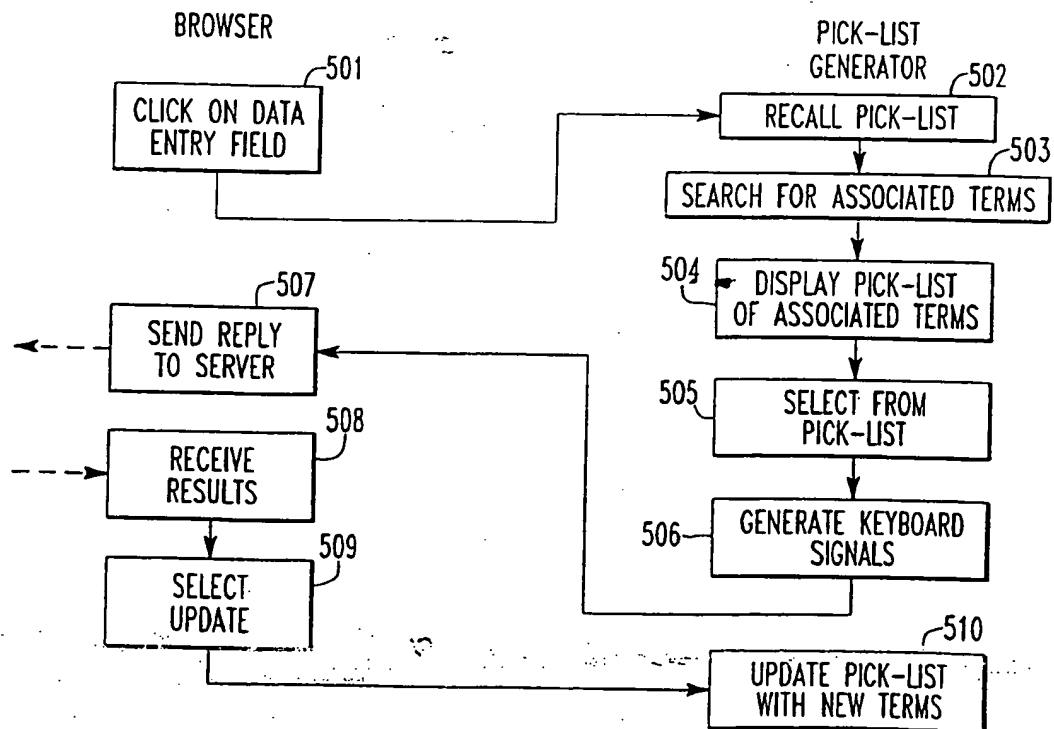 BROWSER
PICK-LIST
GENERATOR
501
CLICK ON DATA
ENTRY FIELD
502
RECALL PICK-LIST
503
SEARCH FOR ASSOCIATED TERMS
504
DISPLAY PICK-LIST
OF ASSOCIATED TERMS
505
SELECT FROM
PICK-LIST
506
GENERATE KEYBOARD
SIGNALS
507
SEND REPLY
TO SERVER
508
RECEIVE
RESULTS
509
SELECT
UPDATE
510
UPDATE PICK-LIST
WITH NEW TERMS